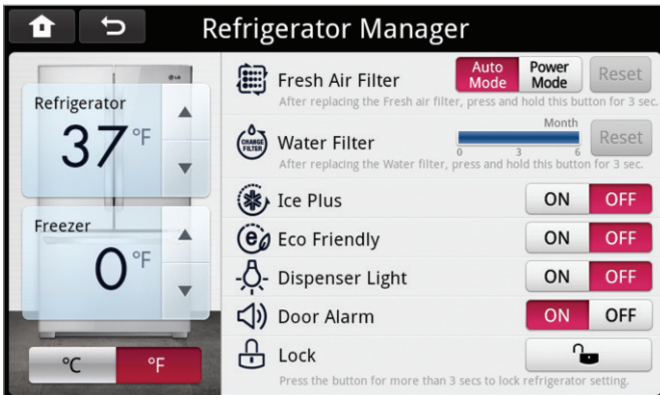 Refrigerator Manager
Refrigerator
37 °F
Freezer
0 °F
°C °F
Fresh Air Filter
Auto Mode
Power Mode
Reset
After replacing the Fresh air filter, press and hold this button for 3 sec.
CHANGE FILTER
Water Filter
Month
0 3 6
Reset
After replacing the Water filter, press and hold this button for 3 sec.
Ice Plus ON OFF
e Eco Friendly ON OFF
Dispenser Light ON OFF
Door Alarm ON OFF
Lock
Press the button for more than 3 secs to lock refrigerator setting.